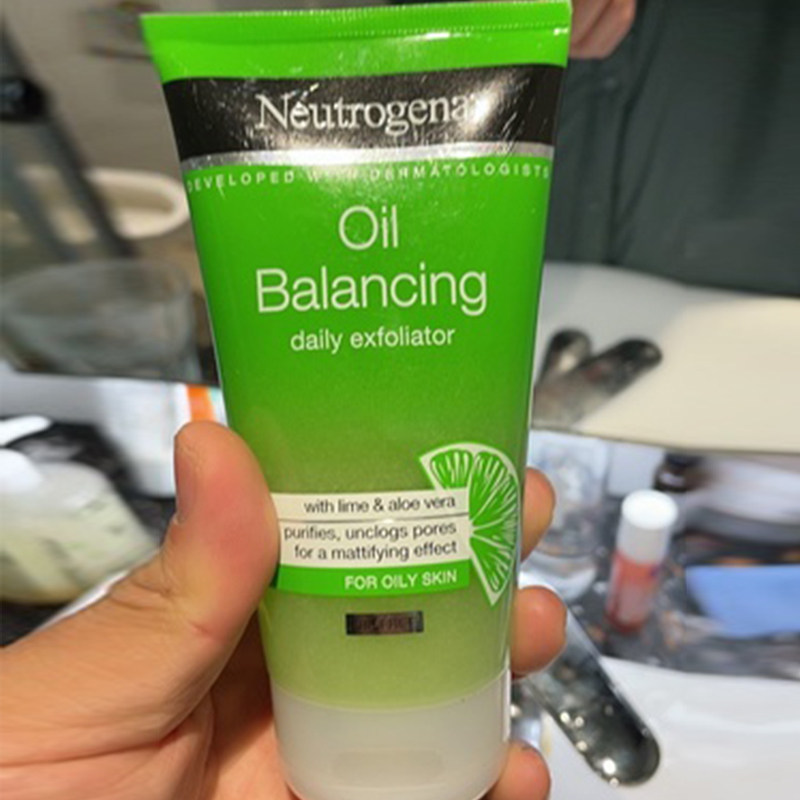 Neutrogena
DEVELOPED WITH DERMATOLOGISTS
Oil
Balancing
daily exfoliator
with lime & aloe vera
purifies, unclogs pores
for a mattifying effect
FOR OILY SKIN